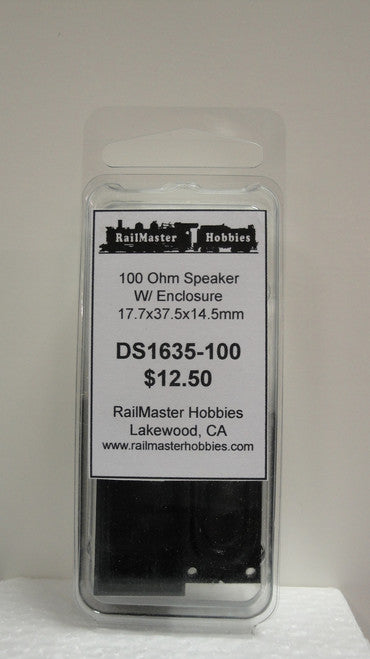 RailMaster Hobbies
100 Ohm Speaker
W/ Enclosure
17.7x37.5x14.5mm
DS1635-100
$12.50
RailMaster Hobbies
Lakewood, CA
www.railmasterhobbies.com